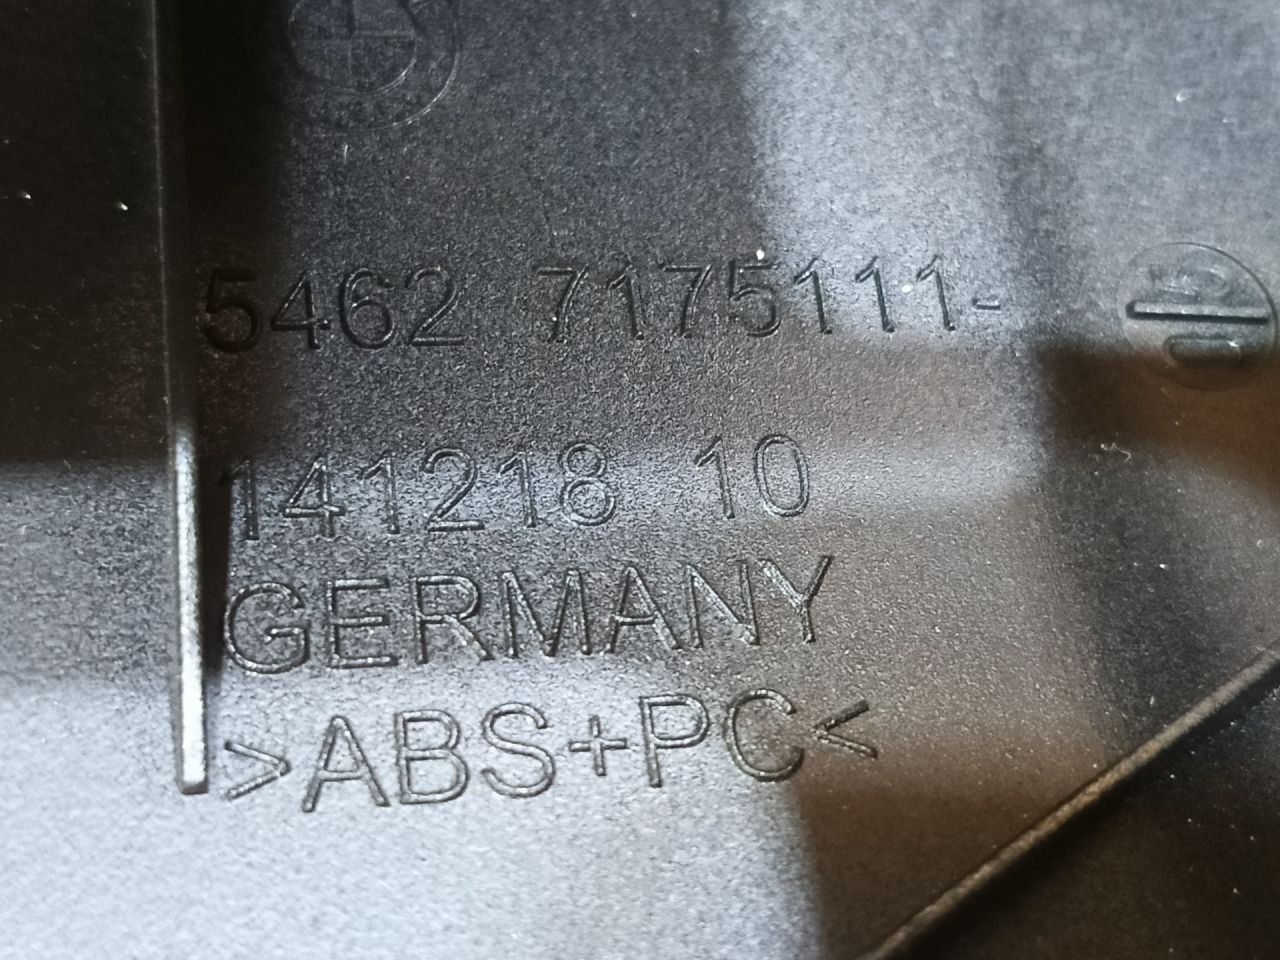 5462 7175111-
141218 10
GERMANY
>ABS+PC<